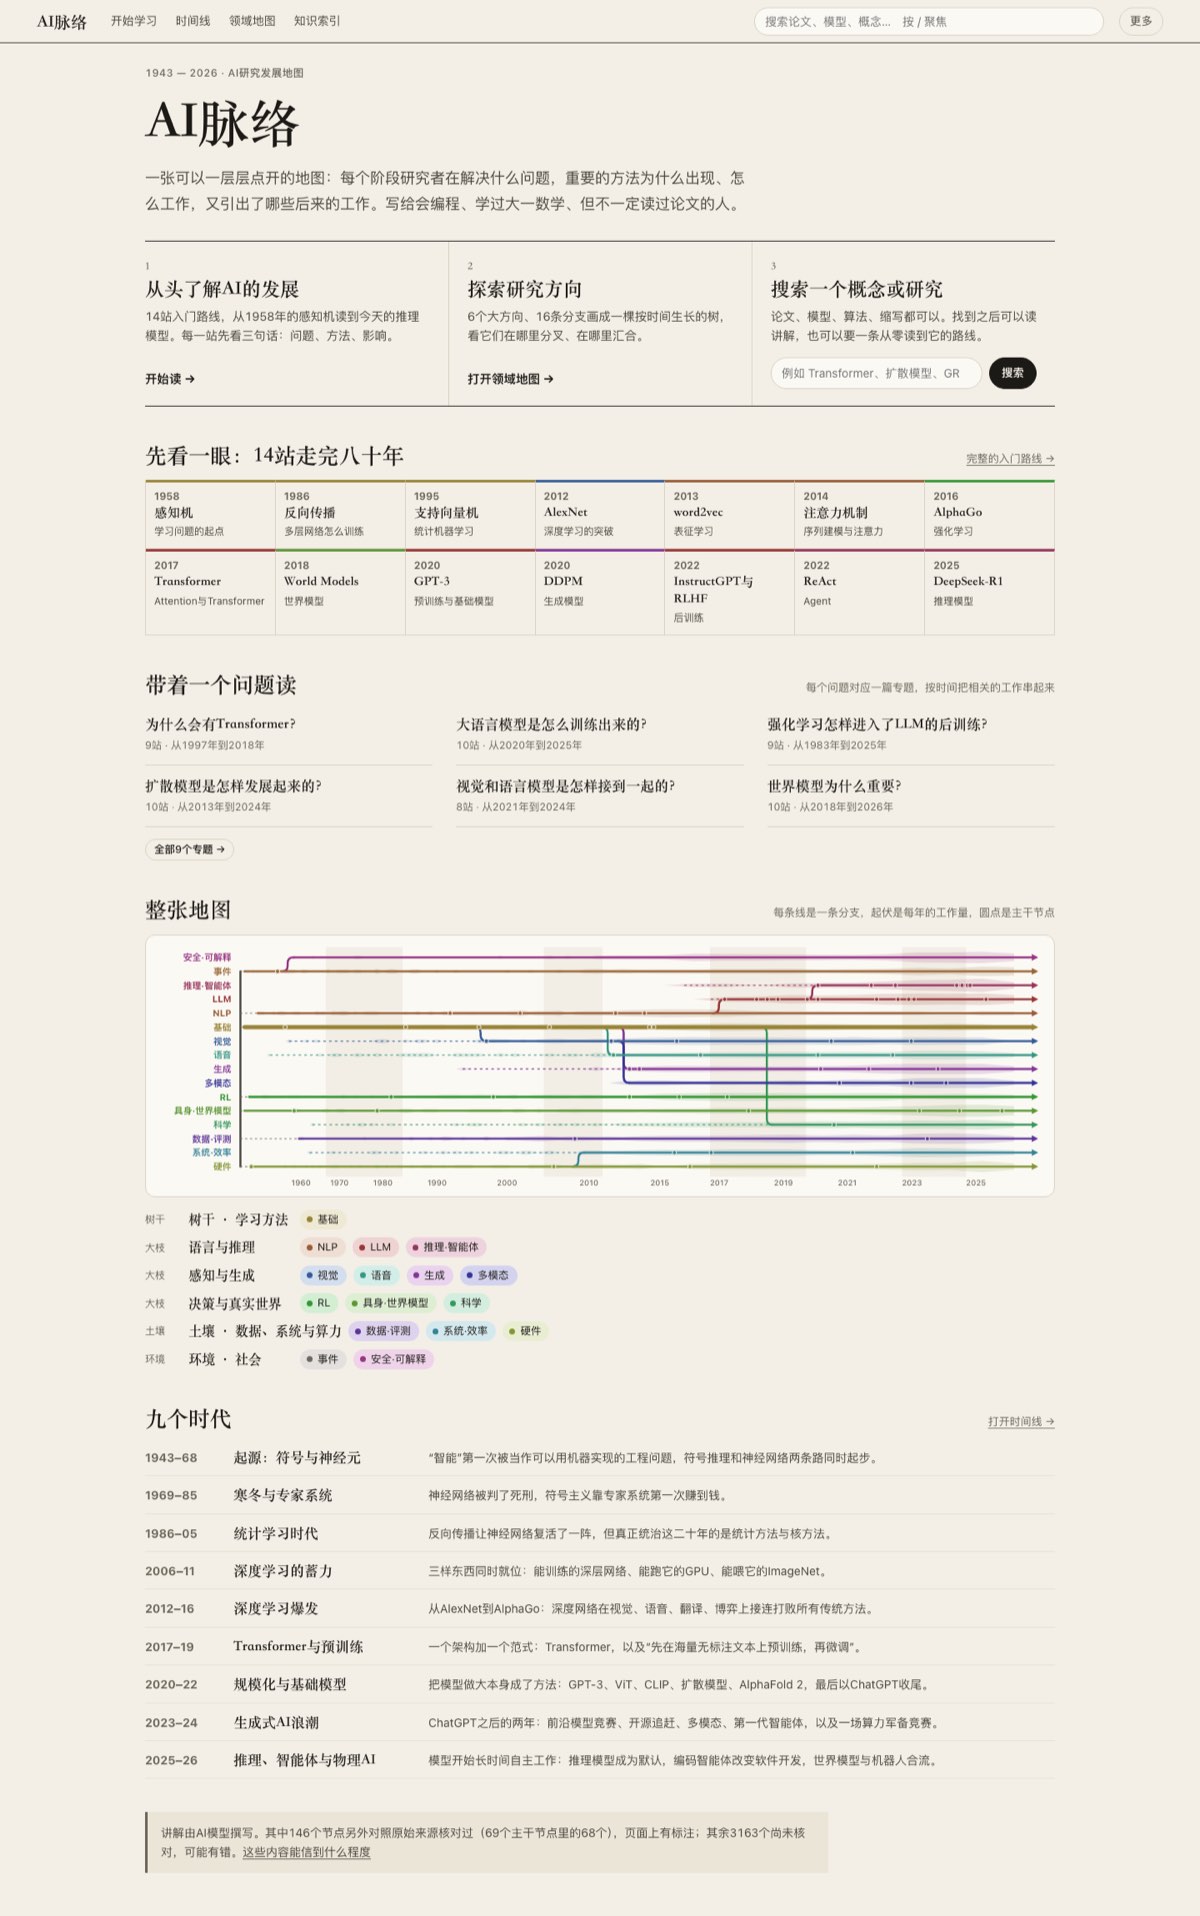 AI脉络 开始学习 时间线 领域地图 知识索引 搜索论文、模型、概念… 按 / 聚焦 更多
1943 — 2026 · AI研究发展地图
AI脉络
一张可以一层层点开的地图：每个阶段研究者在解决什么问题，重要的方法为什么出现、怎
么工作，又引出了哪些后来的工作。写给会编程、学过大一数学、但不一定读过论文的人。
1
从头了解AI的发展
14站入门路线，从1958年的感知机读到今天的推理
模型。每一站先看三句话：问题、方法、影响。
开始读 →
2
探索研究方向
6个大方向、16条分支画成一棵按时间生长的树，
看它们在哪里分叉、在哪里汇合。
打开领域地图 →
3
搜索一个概念或研究
论文、模型、算法、缩写都可以。找到之后可以读
讲解，也可以要一条从零读到它的路线。
例如 Transformer、扩散模型、GR 搜索
先看一眼：14站走完八十年
完整的入门路线 →
1958
感知机
学习问题的起点
1986
反向传播
多层网络怎么训练
1995
支持向量机
统计机器学习
2012
AlexNet
深度学习的突破
2013
word2vec
表征学习
2014
注意力机制
序列建模与注意力
2016
AlphaGo
强化学习
2017
Transformer
Attention与Transformer
2018
World Models
世界模型
2020
GPT-3
预训练与基础模型
2020
DDPM
生成模型
2022
InstructGPT与
RLHF
后训练
2022
ReAct
Agent
2025
DeepSeek-R1
推理模型
带着一个问题读
每个问题对应一篇专题，按时间把相关的工作串起来
为什么会有Transformer?
9站 · 从1997年到2018年
大语言模型是怎么训练出来的?
10站 · 从2020年到2025年
强化学习怎样进入了LLM的后训练?
9站 · 从1983年到2025年
扩散模型是怎样发展起来的?
10站 · 从2013年到2024年
视觉和语言模型是怎样接到一起的?
8站 · 从2021年到2024年
世界模型为什么重要?
10站 · 从2018年到2026年
全部9个专题 →
整张地图
每条线是一条分支，起伏是每年的工作量，圆点是主干节点
安全·可解释
事件
推理·智能体
LLM
NLP
基础
视觉
语音
生成
多模态
RL
具身·世界模型
科学
数据·评测
系统·效率
硬件
1960 1970 1980 1990 2000 2010 2015 2017 2019 2021 2023 2025
树干 树干 · 学习方法 基础
大枝 语言与推理 NLP LLM 推理·智能体
大枝 感知与生成 视觉 语音 生成 多模态
大枝 决策与真实世界 RL 具身·世界模型 科学
土壤 土壤 · 数据、系统与算力 数据·评测 系统·效率 硬件
环境 环境 · 社会 事件 安全·可解释
九个时代
打开时间线 →
1943–68 起源：符号与神经元 “智能”第一次被当作可以用机器实现的工程问题，符号推理和神经网络两条路同时起步。
1969–85 寒冬与专家系统 神经网络被判了死刑，符号主义靠专家系统第一次赚到钱。
1986–05 统计学习时代 反向传播让神经网络复活了一阵，但真正统治这二十年的是统计方法与核方法。
2006–11 深度学习的蓄力 三样东西同时就位：能训练的深层网络、能跑它的GPU、能喂它的ImageNet。
2012–16 深度学习爆发 从AlexNet到AlphaGo：深度网络在视觉、语音、翻译、博弈上接连打败所有传统方法。
2017–19 Transformer与预训练 一个架构加一个范式：Transformer，以及“先在海量无标注文本上预训练，再微调”。
2020–22 规模化与基础模型 把模型做大本身成了方法：GPT-3、ViT、CLIP、扩散模型、AlphaFold 2，最后以ChatGPT收尾。
2023–24 生成式AI浪潮 ChatGPT之后的两年：前沿模型竞赛、开源追赶、多模态、第一代智能体，以及一场算力军备竞赛。
2025–26 推理、智能体与物理AI 模型开始长时间自主工作：推理模型成为默认，编码智能体改变软件开发，世界模型与机器人合流。
讲解由AI模型撰写。其中146个节点另外对照原始来源核对过（69个主干节点里的68个），页面上有标注；其余3163个尚未核
对，可能有错。这些内容能信到什么程度